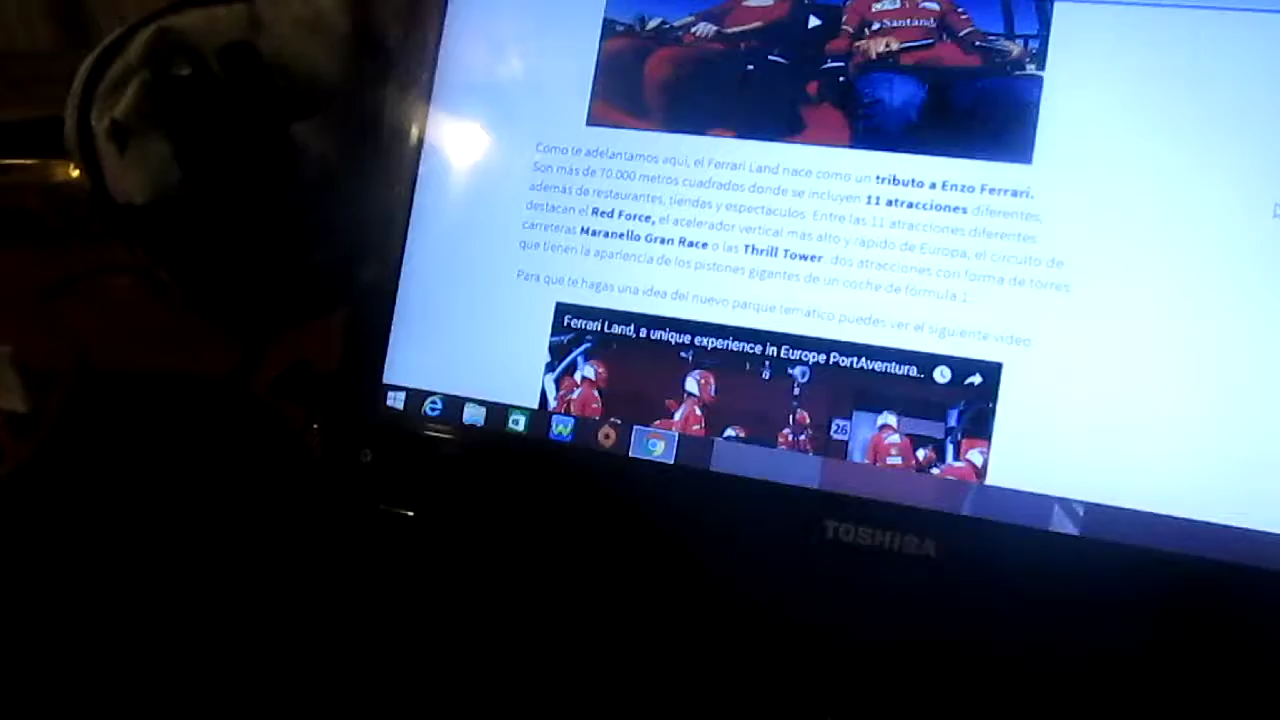 Santander
Como te adelantamos aquí, el Ferrari Land nace como un tributo a Enzo Ferrari.
Son más de 70.000 metros cuadrados donde se incluyen 11 atracciones diferentes,
además de restaurantes, tiendas y espectáculos. Entre las 11 atracciones diferentes
destacan el Red Force, el acelerador vertical más alto y rápido de Europa, el circuito de
carreteras Maranello Gran Race o las Thrill Tower, dos atracciones con forma de torres
que tienen la apariencia de los pistones gigantes de un coche de fórmula 1.
Para que te hagas una idea del nuevo parque temático puedes ver el siguiente vídeo
Ferrari Land, a unique experience in Europe PortAventura...
26
TOSHIBA